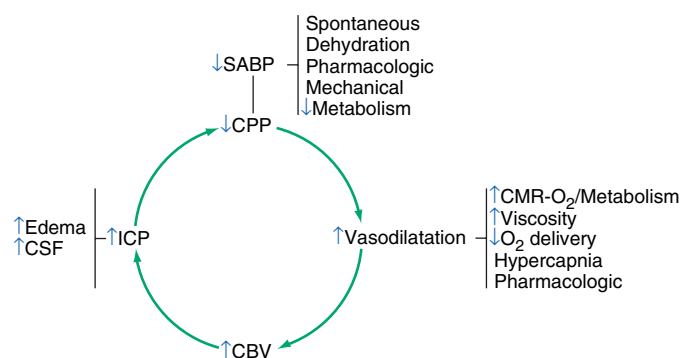 Spontaneous
Dehydration
↓SABP
Pharmacologic
Mechanical
↓Metabolism
↓CPP
↑CMR-O₂/Metabolism
↑Viscosity
↑Edema
↑CSF
↑ICP
↑Vasodilatation
↓O₂ delivery
Hypercapnia
Pharmacologic
↑CBV